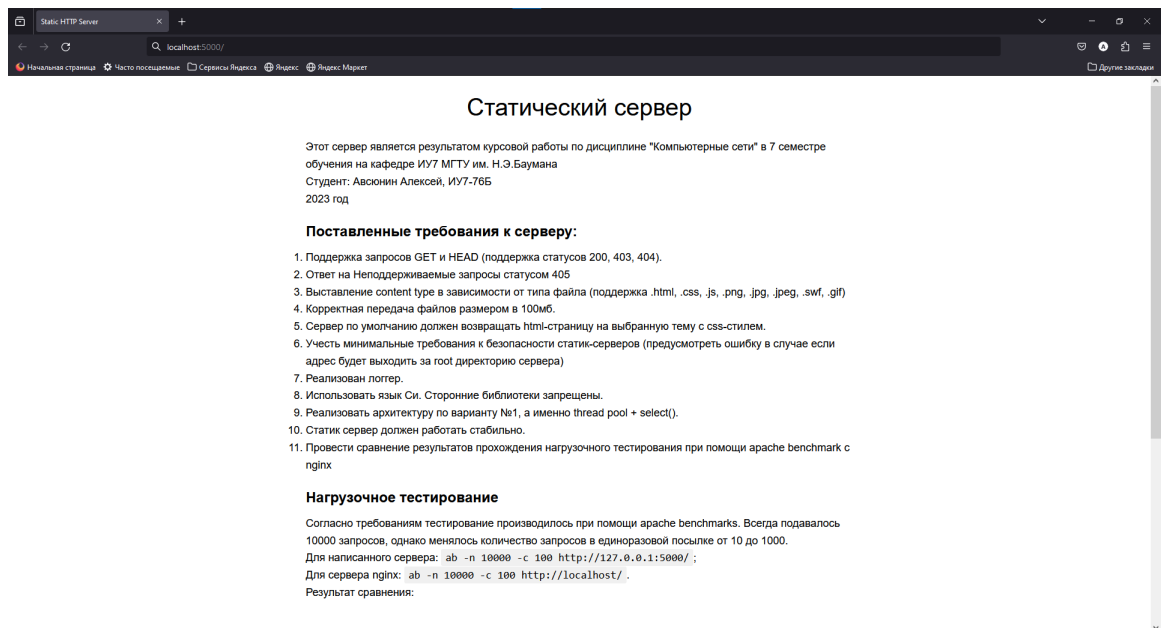 Static HTTP Server
localhost:5000/
Начальная страница Часто посещаемые Сервисы Яндекса Яндекс Яндекс Маркет Другие закладки
Статический сервер
Этот сервер является результатом курсовой работы по дисциплине "Компьютерные сети" в 7 семестре
обучения на кафедре ИУ7 МГТУ им. Н.Э.Баумана
Студент: Авсюнин Алексей, ИУ7-76Б
2023 год
Поставленные требования к серверу:
1. Поддержка запросов GET и HEAD (поддержка статусов 200, 403, 404).
2. Ответ на Неподдерживаемые запросы статусом 405
3. Выставление content type в зависимости от типа файла (поддержка .html, .css, .js, .png, .jpg, .jpeg, .swf, .gif)
4. Корректная передача файлов размером в 100мб.
5. Сервер по умолчанию должен возвращать html-страницу на выбранную тему с css-стилем.
6. Учесть минимальные требования к безопасности статик-серверов (предусмотреть ошибку в случае если
адрес будет выходить за root директорию сервера)
7. Реализован логгер.
8. Использовать язык Си. Сторонние библиотеки запрещены.
9. Реализовать архитектуру по варианту №1, а именно thread pool + select().
10. Статик сервер должен работать стабильно.
11. Провести сравнение результатов прохождения нагрузочного тестирования при помощи apache benchmark с
nginx
Нагрузочное тестирование
Согласно требованиям тестирование производилось при помощи apache benchmarks. Всегда подавалось
10000 запросов, однако менялось количество запросов в единоразовой посылке от 10 до 1000.
Для написанного сервера: ab -n 10000 -c 100 http://127.0.0.1:5000/ ;
Для сервера nginx: ab -n 10000 -c 100 http://localhost/ .
Результат сравнения: